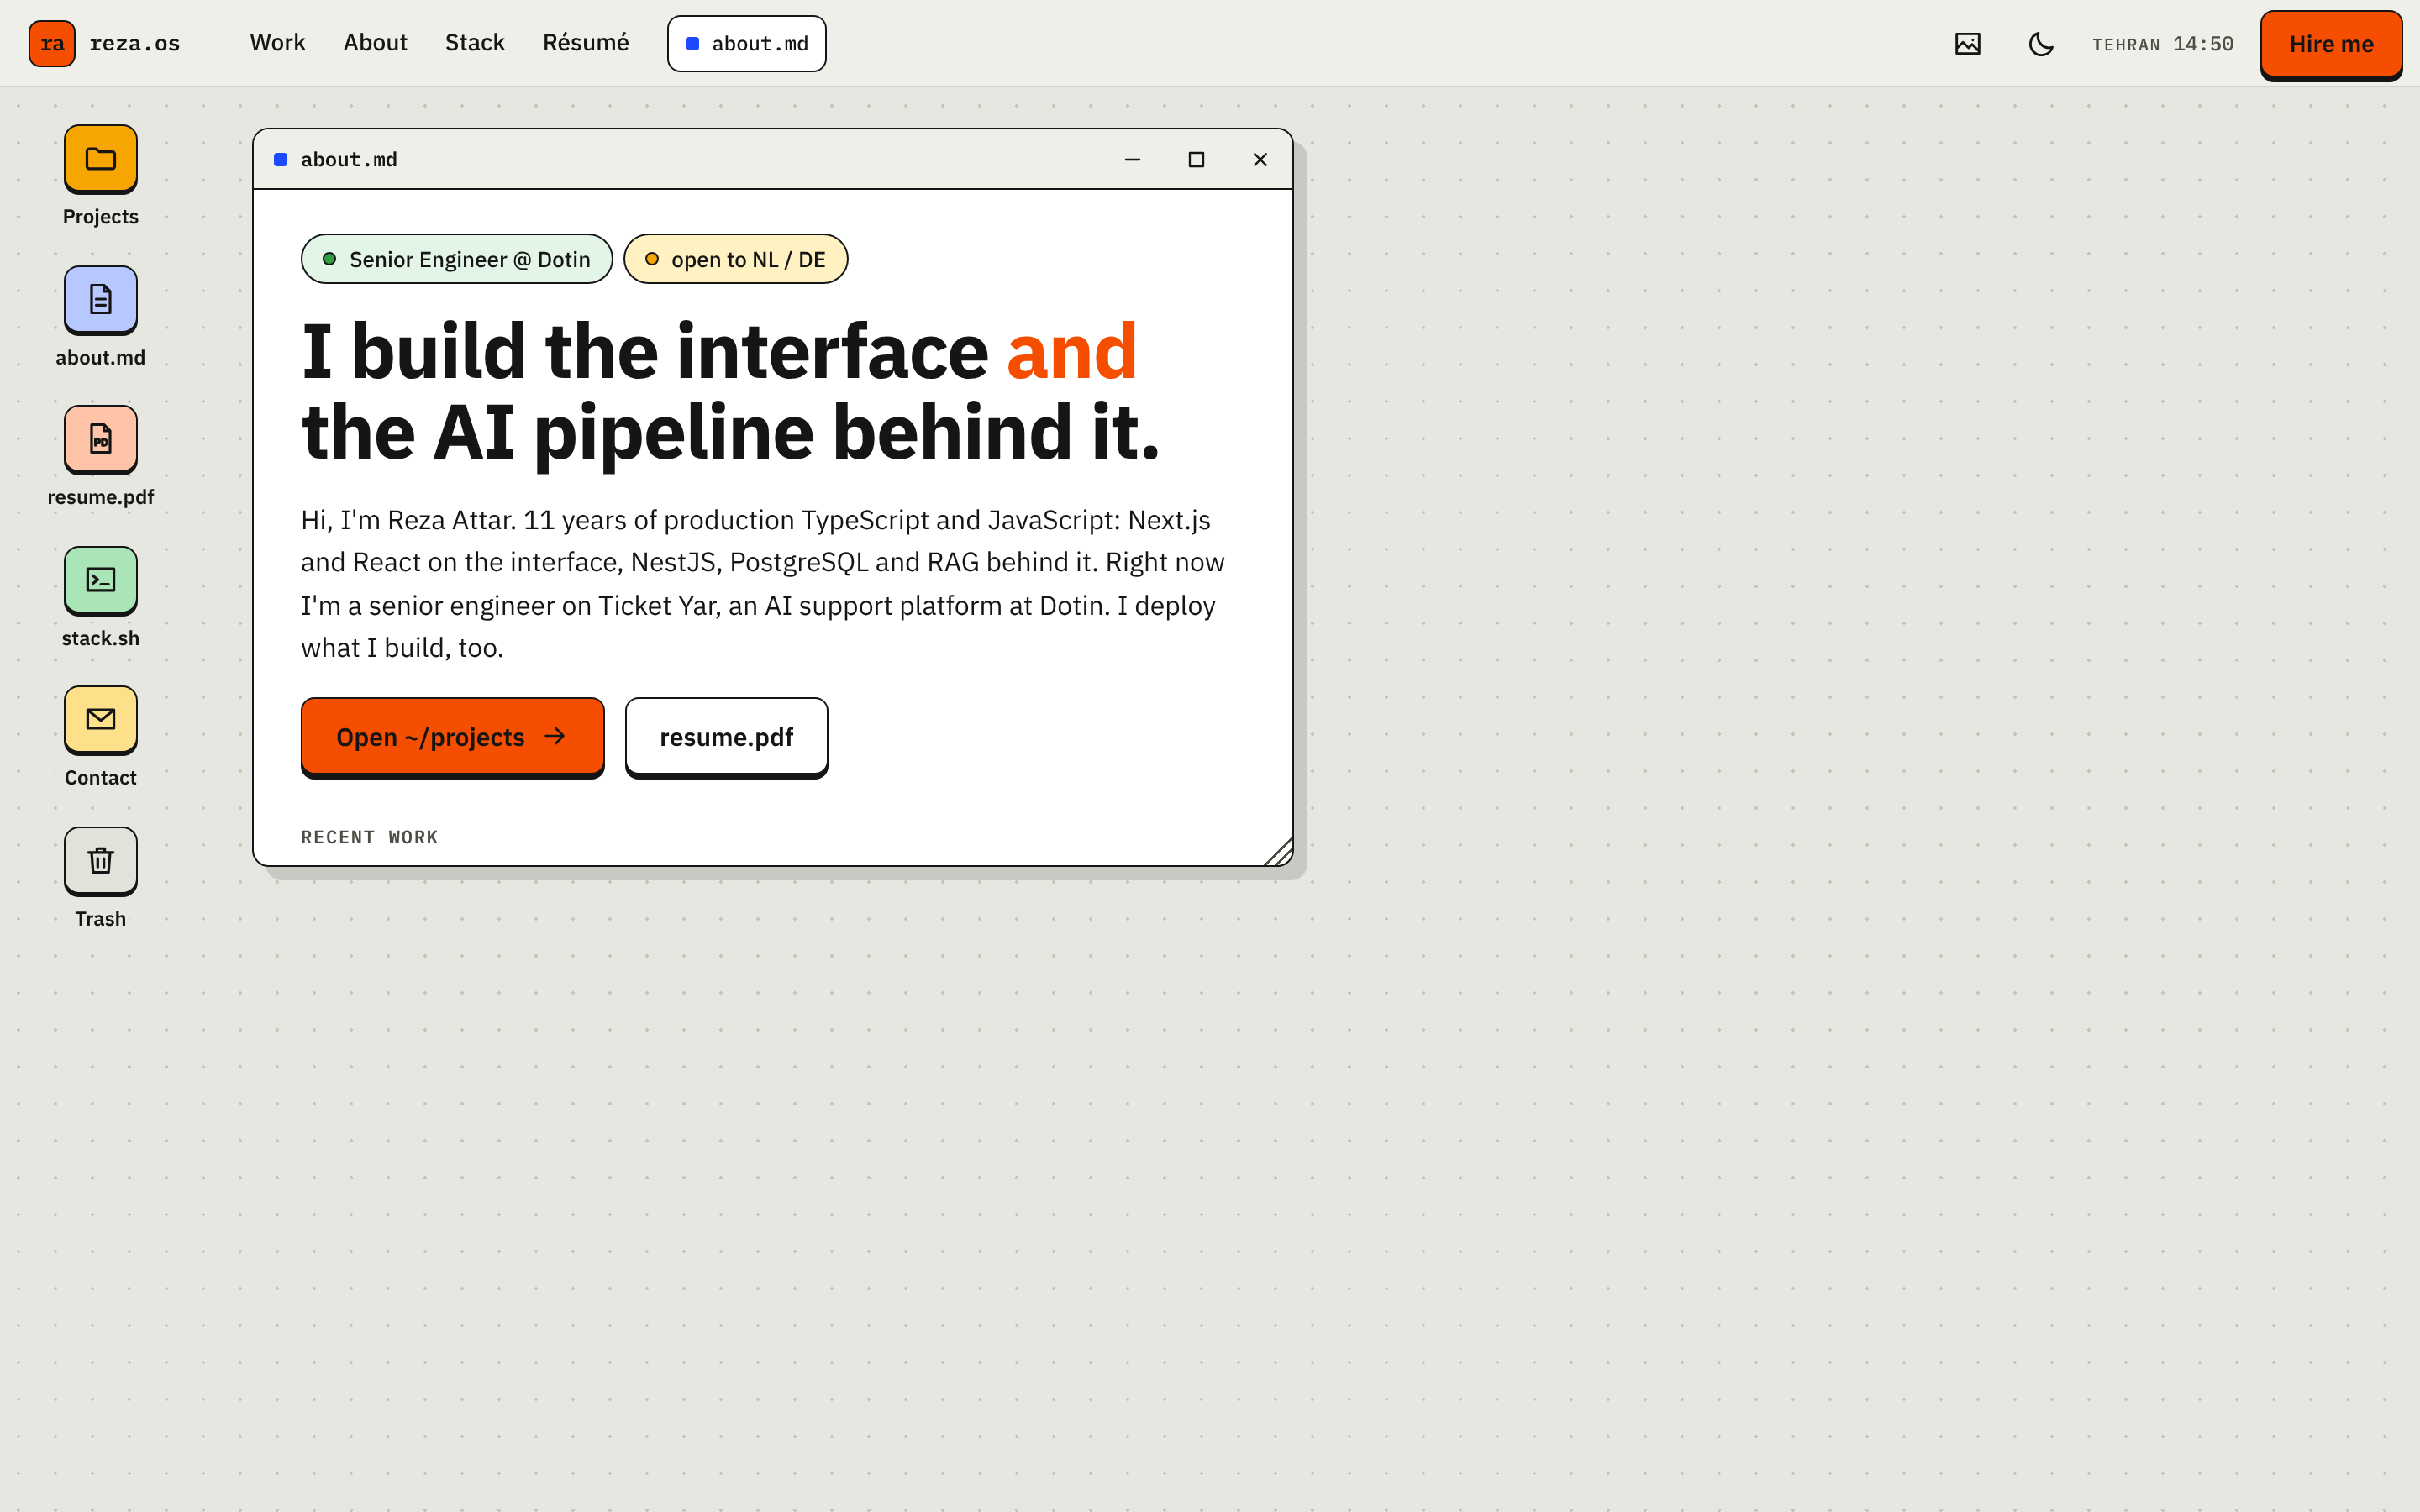 ra reza.os Work About Stack Résumé about.md TEHRAN 14:50 Hire me
Projects
about.md
PD
resume.pdf
stack.sh
Contact
Trash
about.md
Senior Engineer @ Dotin open to NL / DE
I build the interface and
the AI pipeline behind it.
Hi, I'm Reza Attar. 11 years of production TypeScript and JavaScript: Next.js
and React on the interface, NestJS, PostgreSQL and RAG behind it. Right now
I'm a senior engineer on Ticket Yar, an AI support platform at Dotin. I deploy
what I build, too.
Open ~/projects → resume.pdf
RECENT WORK